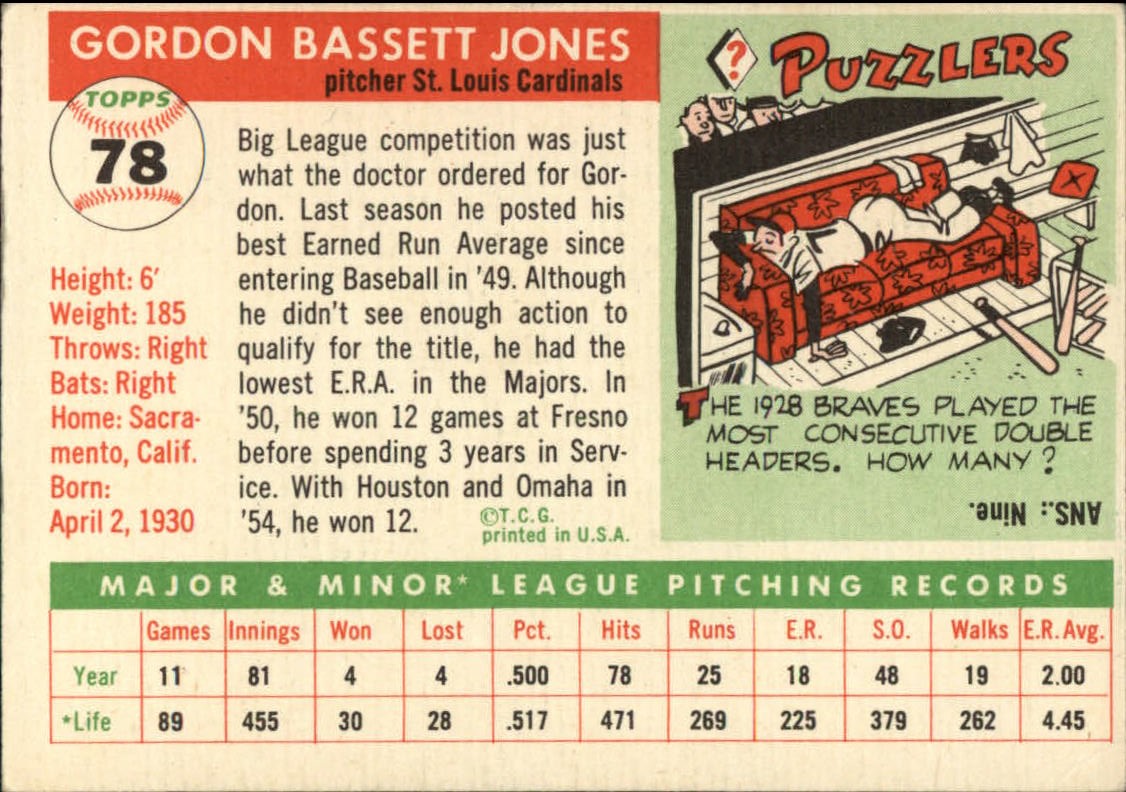 GORDON BASSETT JONES
pitcher St. Louis Cardinals
TOPPS
78
Height: 6'
Weight: 185
Throws: Right
Bats: Right
Home: Sacra-
mento, Calif.
Born:
April 2, 1930
Big League competition was just
what the doctor ordered for Gor-
don. Last season he posted his
best Earned Run Average since
entering Baseball in '49. Although
he didn't see enough action to
qualify for the title, he had the
lowest E.R.A. in the Majors. In
'50, he won 12 games at Fresno
before spending 3 years in Serv-
ice. With Houston and Omaha in
'54, he won 12.
©T.C.G.
printed in U.S.A.
? PUZZLERS
THE 1928 BRAVES PLAYED THE
MOST CONSECUTIVE DOUBLE
HEADERS. HOW MANY?
ANS.: Nine.
MAJOR & MINOR* LEAGUE PITCHING RECORDS
Games Innings Won Lost Pct. Hits Runs E.R. S.O. Walks E.R. Avg.
Year 11 81 4 4 .500 78 25 18 48 19 2.00
*Life 89 455 30 28 .517 471 269 225 379 262 4.45